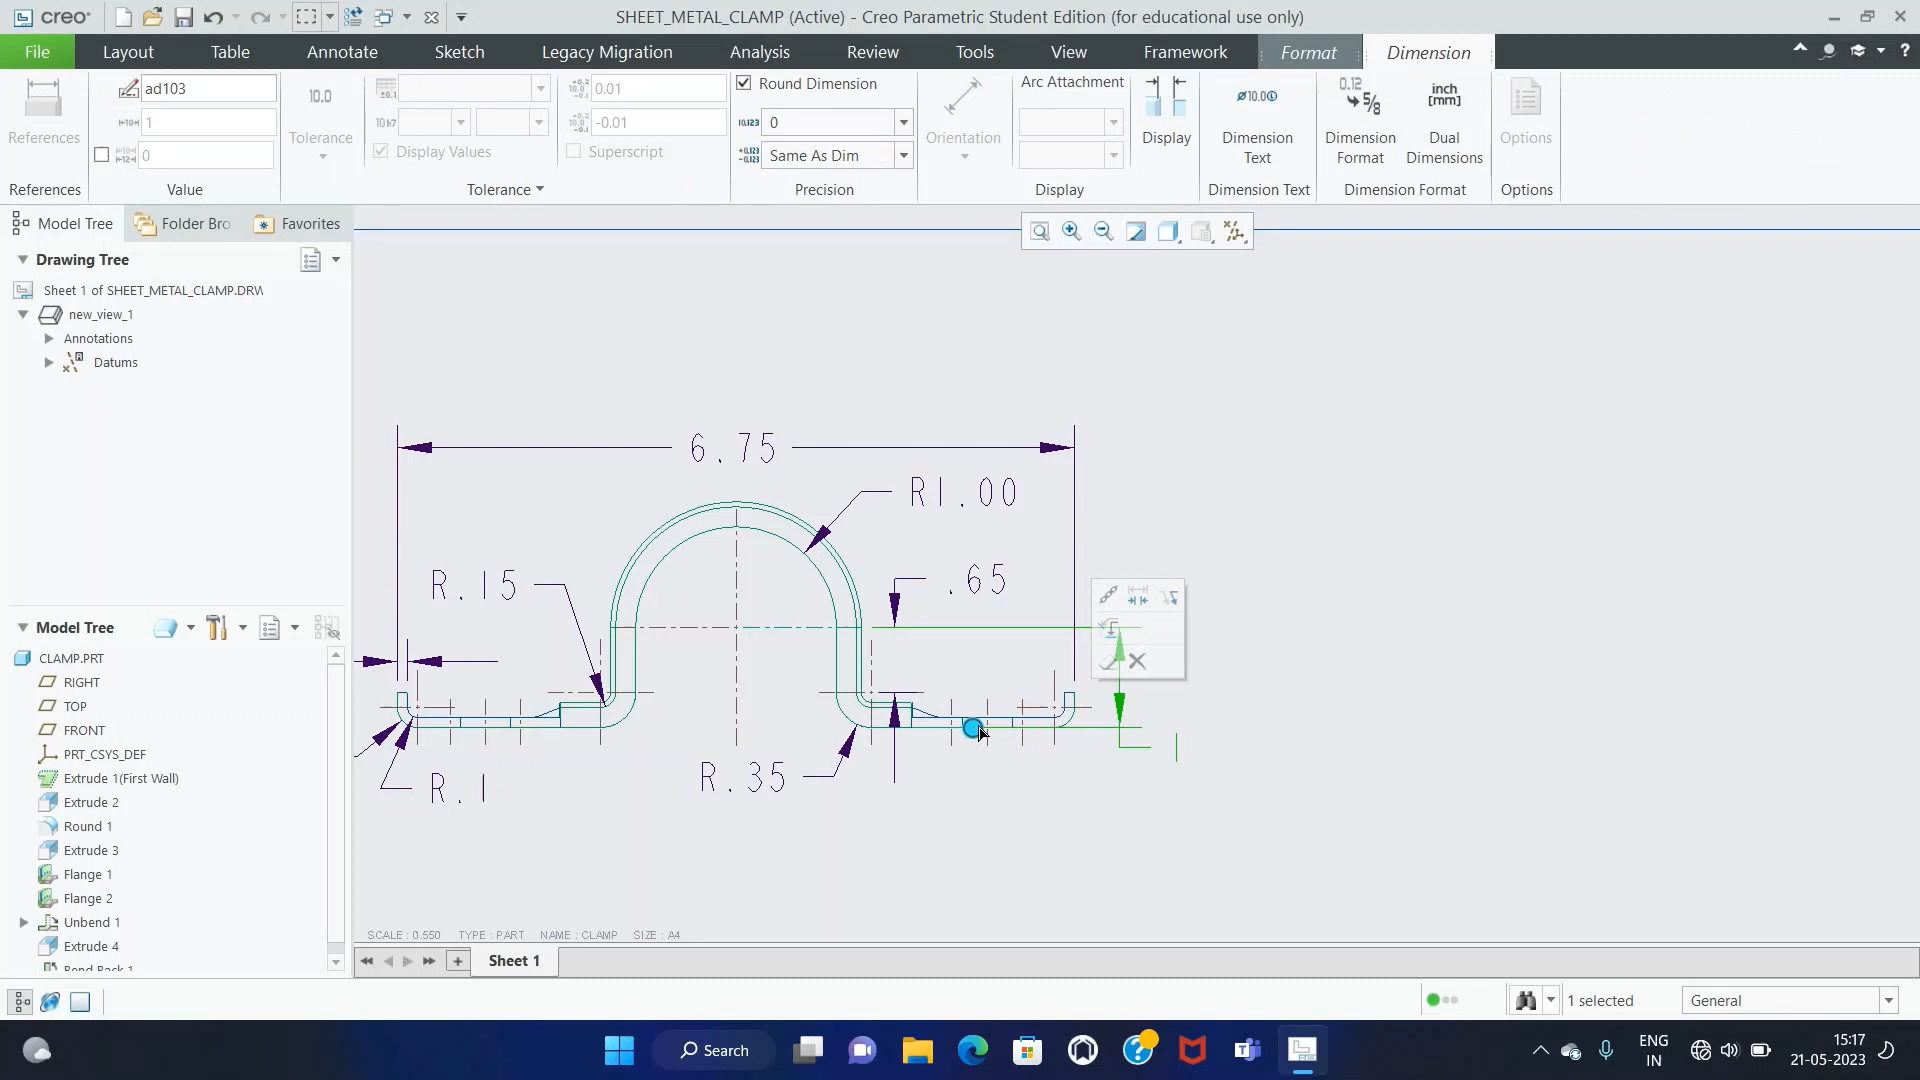 creo
SHEET_METAL_CLAMP (Active) - Creo Parametric Student Edition (for educational use only)
File
Layout
Table
Annotate
Sketch
Legacy Migration
Analysis
Review
Tools
View
Framework
Format
Dimension
References
References
ad103
1
0
Value
10.0
Tolerance
10h7
Display Values
0.01
-0.01
Superscript
Tolerance
Round Dimension
0
Same As Dim
Precision
Orientation
Arc Attachment
Display
Display
Dimension
Text
Dimension Text
Dimension
Format
inch
[mm]
Dual
Dimensions
Dimension Format
Options
Options
Model Tree
Folder Bro
Favorites
Drawing Tree
Sheet 1 of SHEET_METAL_CLAMP.DRW
new_view_1
Annotations
Datums
Model Tree
CLAMP.PRT
RIGHT
TOP
FRONT
PRT_CSYS_DEF
Extrude 1(First Wall)
Extrude 2
Round 1
Extrude 3
Flange 1
Flange 2
Unbend 1
Extrude 4
Bend Back 1
6.75
R1.00
R.15
.65
R.1
R.35
1
SCALE : 0.550 TYPE : PART NAME : CLAMP SIZE : A4
Sheet 1
1 selected
General
Search
ENG
IN
15:17
21-05-2023